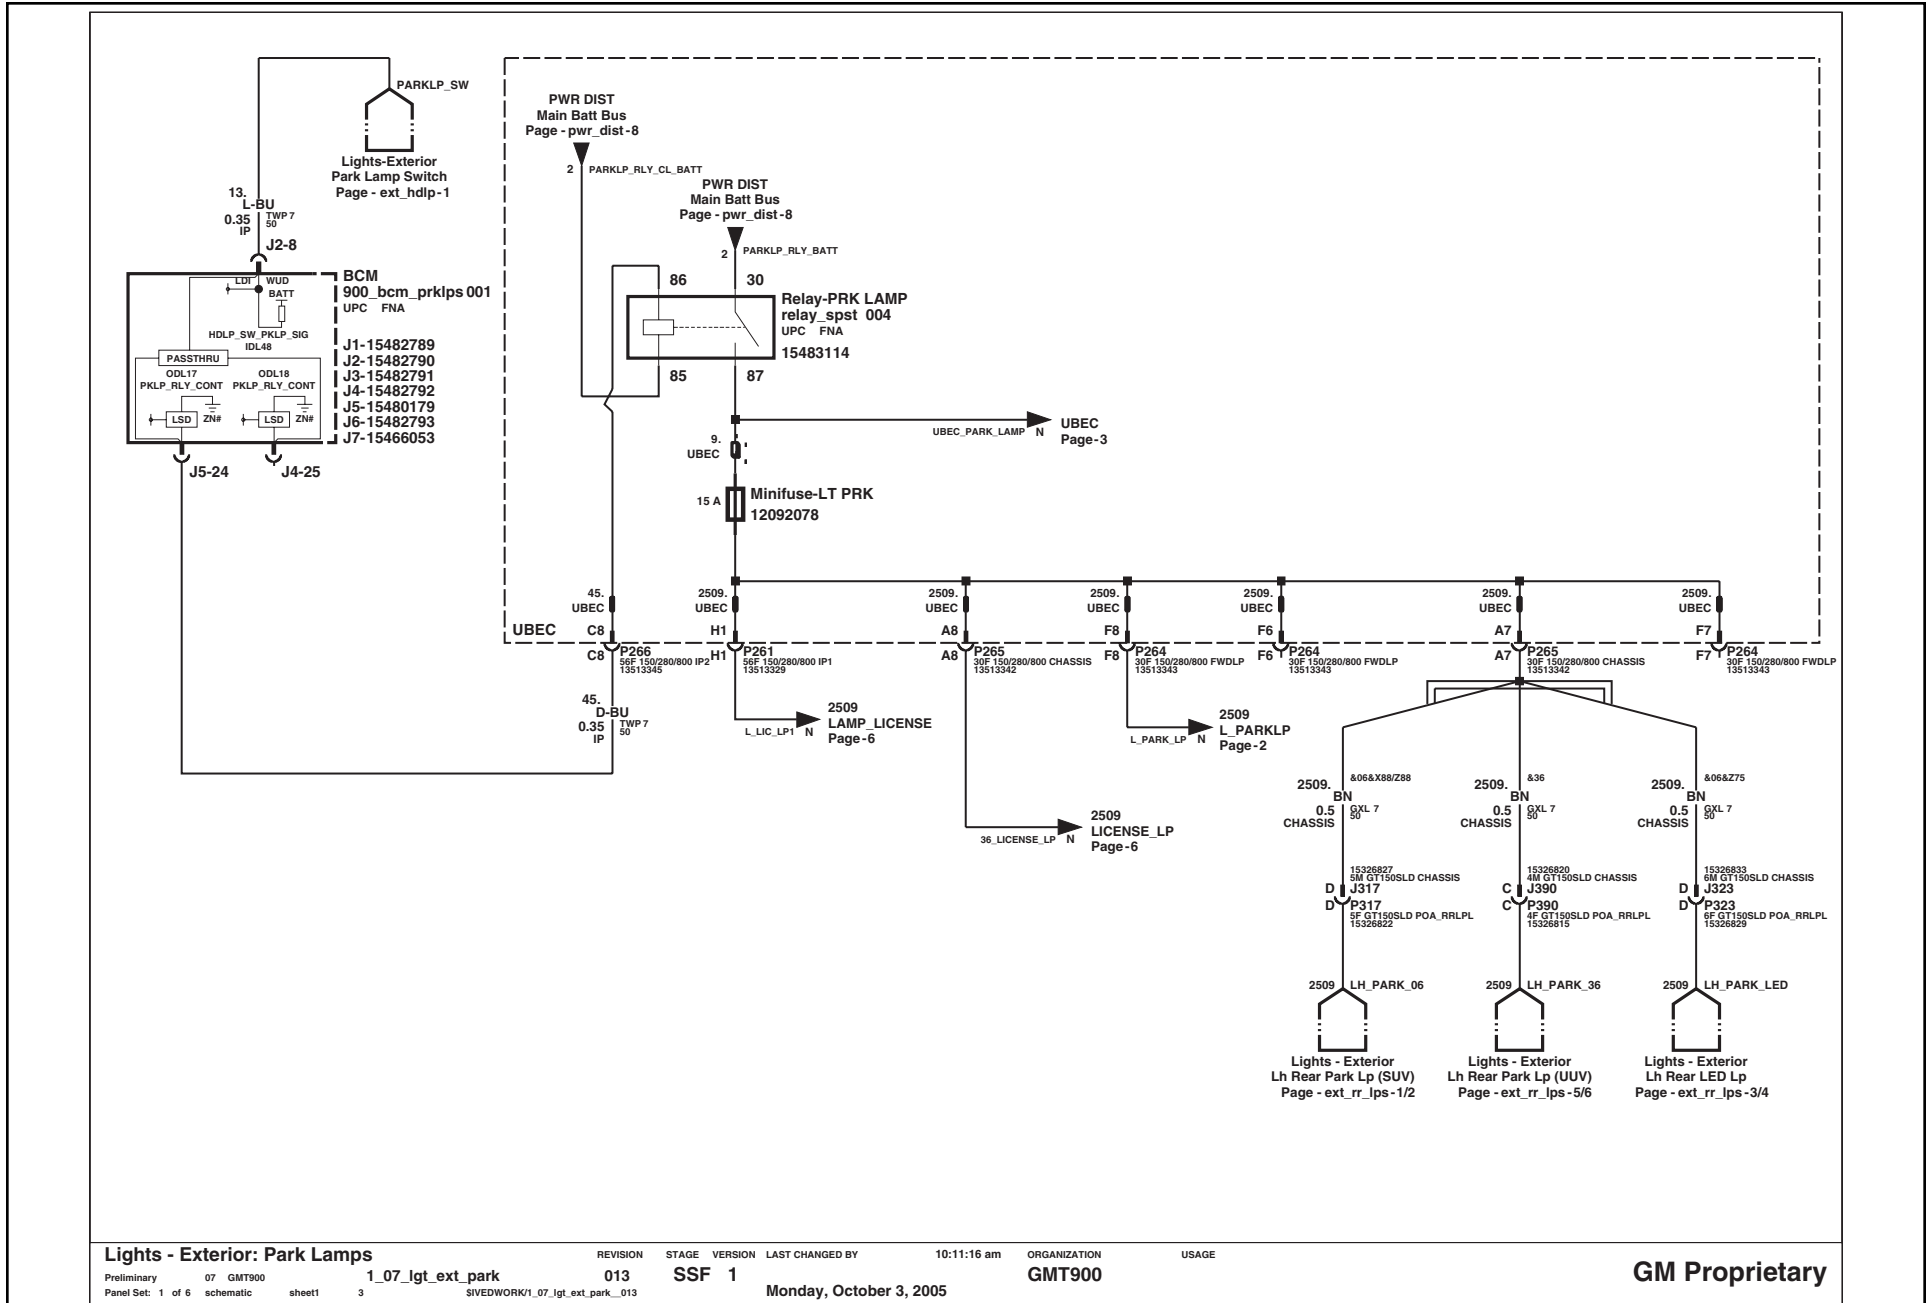 PARKLP_SW
Lights-Exterior
Park Lamp Switch
Page - ext_hdlp-1
13.
L-BU
0.35
IP
TWP 7
50
J2-8
LDI
WUD
BATT
HDLP_SW_PKLP_SIG
IDL48
PASSTHRU
ODL17
PKLP_RLY_CONT
ODL18
PKLP_RLY_CONT
LSD
ZN#
LSD
ZN#
J5-24
J4-25
BCM
900_bcm_prklps 001
UPC FNA
J1-15482789
J2-15482790
J3-15482791
J4-15482792
J5-15480179
J6-15482793
J7-15466053
PWR DIST
Main Batt Bus
Page - pwr_dist-8
2
PARKLP_RLY_CL_BATT
PWR DIST
Main Batt Bus
Page - pwr_dist-8
2
PARKLP_RLY_BATT
86
30
Relay-PRK LAMP
relay_spst 004
UPC FNA
15483114
85
87
UBEC_PARK_LAMP N
UBEC
Page-3
9.
UBEC
15 A
Minifuse-LT PRK
12092078
45.
UBEC
2509.
UBEC
2509.
UBEC
2509.
UBEC
2509.
UBEC
2509.
UBEC
2509.
UBEC
UBEC
C8
H1
A8
F8
F6
A7
F7
C8
P266
56F 150/280/800 IP2
13513345
H1
P261
56F 150/280/800 IP1
13513329
A8
P265
30F 150/280/800 CHASSIS
13513342
F8
P264
30F 150/280/800 FWDLP
13513343
F6
P264
30F 150/280/800 FWDLP
13513343
A7
P265
30F 150/280/800 CHASSIS
13513342
F7
P264
30F 150/280/800 FWDLP
13513343
45.
D-BU
0.35
IP
TWP 7
50
L_LIC_LP1 N
2509
LAMP_LICENSE
Page-6
L_PARK_LP N
2509
L_PARKLP
Page-2
36_LICENSE_LP N
2509
LICENSE_LP
Page-6
&06&X88/Z88
2509.
BN
0.5
CHASSIS
GXL 7
50
&36
2509.
BN
0.5
CHASSIS
GXL 7
50
&06&Z75
2509.
BN
0.5
CHASSIS
GXL 7
50
15326827
5M GT150SLD CHASSIS
D J317
D P317
5F GT150SLD POA_RRLPL
15326822
15326820
4M GT150SLD CHASSIS
C J390
C P390
4F GT150SLD POA_RRLPL
15326815
15326833
6M GT150SLD CHASSIS
D J323
D P323
6F GT150SLD POA_RRLPL
15326829
2509 LH_PARK_06
2509 LH_PARK_36
2509 LH_PARK_LED
Lights - Exterior
Lh Rear Park Lp (SUV)
Page - ext_rr_lps-1/2
Lights - Exterior
Lh Rear Park Lp (UUV)
Page - ext_rr_lps-5/6
Lights - Exterior
Lh Rear LED Lp
Page - ext_rr_lps-3/4
Lights - Exterior: Park Lamps
REVISION STAGE VERSION LAST CHANGED BY 10:11:16 am ORGANIZATION USAGE
Preliminary 07 GMT900 1_07_lgt_ext_park 013 SSF 1 GMT900
Panel Set: 1 of 6 schematic sheet1 3 $IVEDWORK/1_07_lgt_ext_park__013 Monday, October 3, 2005
GM Proprietary